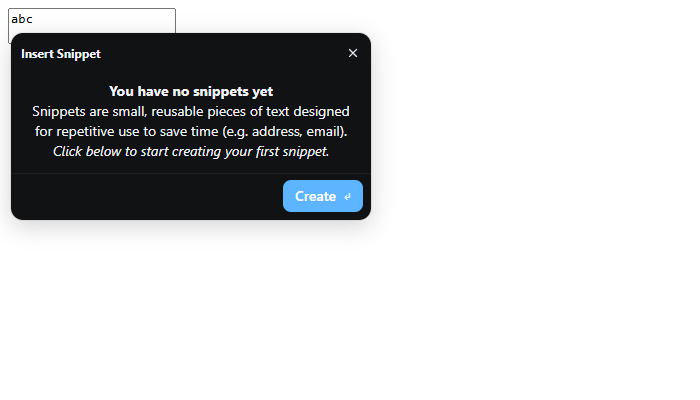 abc
Insert Snippet
You have no snippets yet
Snippets are small, reusable pieces of text designed
for repetitive use to save time (e.g. address, email).
Click below to start creating your first snippet.
Create